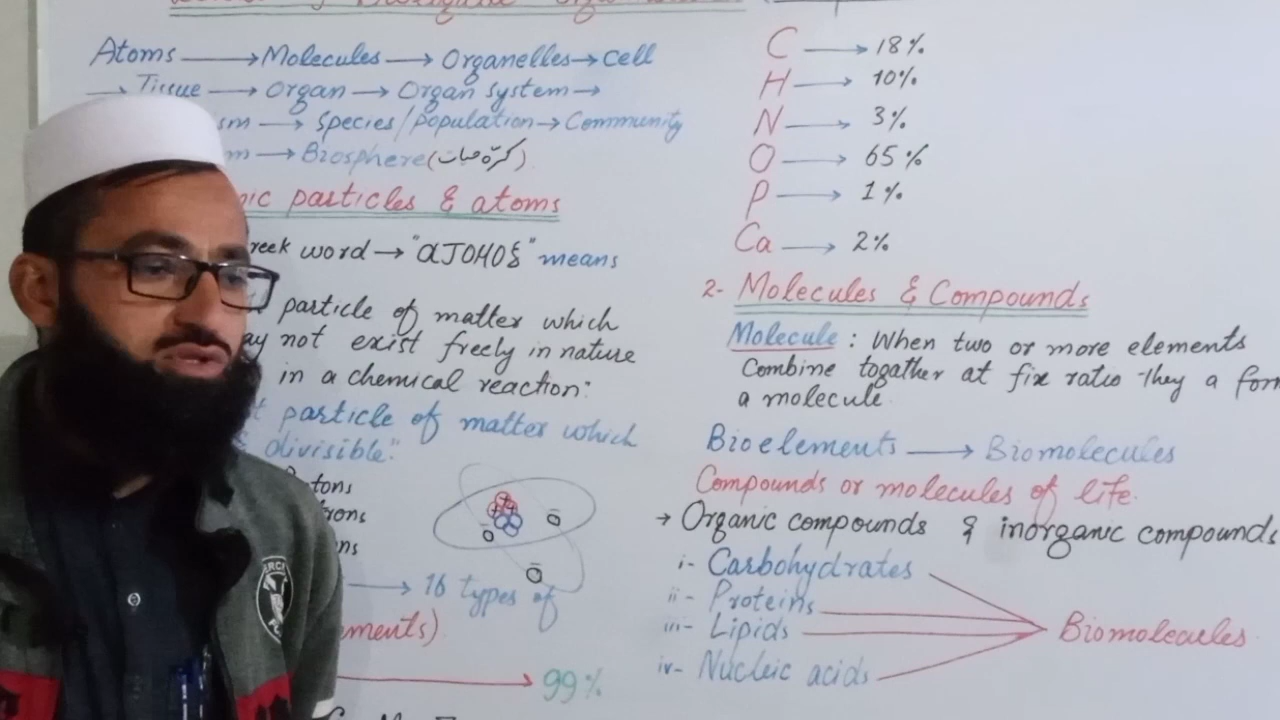 Atoms → Molecules → Organelles → Cell
→ Tissue → Organ → Organ system →
sm → Species/population → Community
m → Biosphere (کرّہ حیات)
ic particles & atoms
reek word → "ATOMOS" means
particle of matter which
ay not exist freely in nature
in a chemical reaction:
t particle of matter which
divisible."
tons
rons
ns
→ 16 types of
ements).
→ 99%
C → 18%
H → 10%
N → 3%
O → 65%
P → 1%
Ca → 2%
2- Molecules & Compounds
Molecule : When two or more elements
Combine togather at fix ratio they a form
a molecule
Bioelements → Biomolecules
Compounds or molecules of life.
→ Organic compounds & inorganic compounds
i- Carbohydrates
ii- Proteins
iii- Lipids
iv- Nucleic acids
Biomolecules